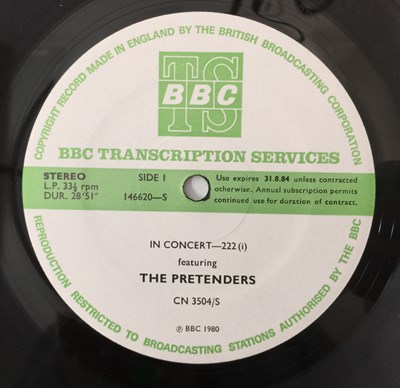 COPYRIGHT RECORD MADE IN ENGLAND BY THE BRITISH BROADCASTING CORPORATION
TS
BBC
BBC TRANSCRIPTION SERVICES
STEREO
L.P. 33⅓ rpm
DUR. 28'51"
SIDE 1
146620—S
Use expires 31.8.84 unless contracted
otherwise. Annual subscription permits
continued use for duration of contract.
IN CONCERT—222 (i)
featuring
THE PRETENDERS
CN 3504/S
℗ BBC 1980
REPRODUCTION RESTRICTED TO BROADCASTING STATIONS AUTHORISED BY THE BBC